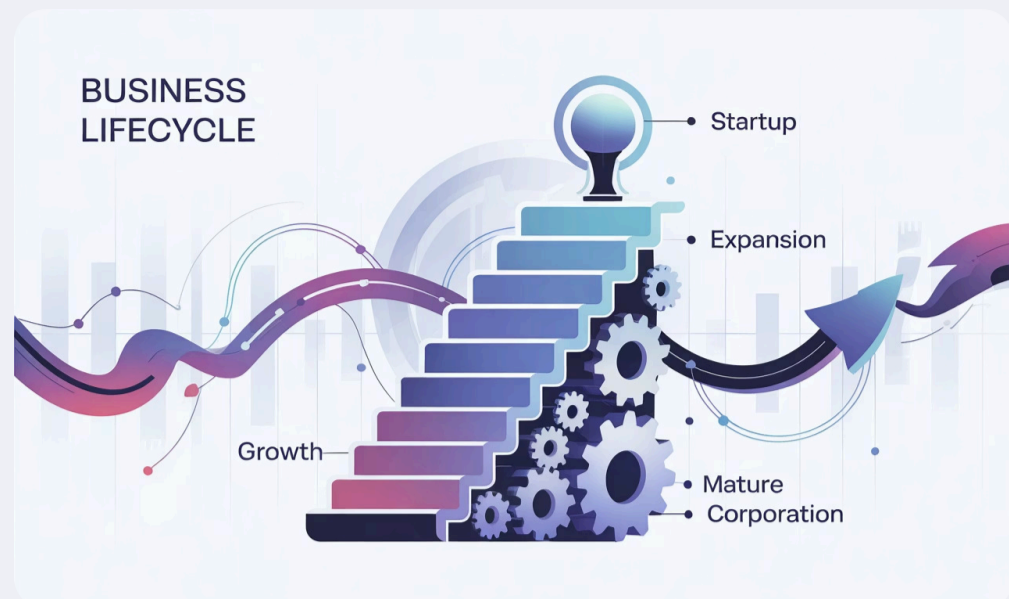 BUSINESS
LIFECYCLE
Startup
Expansion
Growth
Mature
Corporation